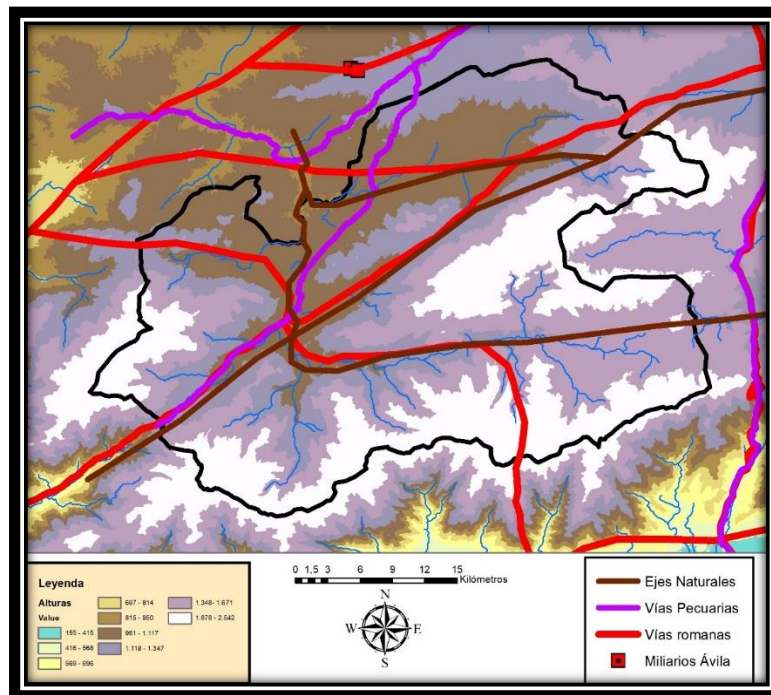 Leyenda
Alturas
Value
155 - 415
416 - 568
569 - 696
697 - 814
815 - 950
951 - 1.117
1.118 - 1.347
1.348 - 1.671
1.678 - 2.542
0 1,5 3 6 9 12 15
Kilómetros
N
W E
S
Ejes Naturales
Vías Pecuarias
Vías romanas
Miliarios Ávila